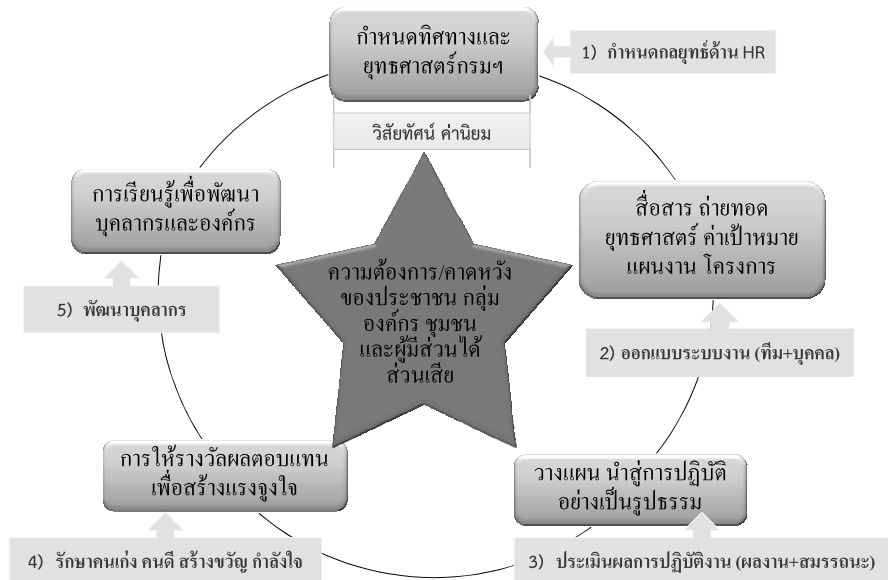 กำหนดทิศทางและ
ยุทธศาสตร์กรมฯ
1) กำหนดกลยุทธ์ด้าน HR
วิสัยทัศน์ ค่านิยม
สื่อสาร ถ่ายทอด
ยุทธศาสตร์ ค่าเป้าหมาย
แผนงาน โครงการ
2) ออกแบบระบบงาน (ทีม+บุคคล)
วางแผน นำสู่การปฏิบัติ
อย่างเป็นรูปธรรม
3) ประเมินผลการปฏิบัติงาน (ผลงาน+สมรรถนะ)
การให้รางวัลผลตอบแทน
เพื่อสร้างแรงจูงใจ
4) รักษาคนเก่ง คนดี สร้างขวัญ กำลังใจ
การเรียนรู้เพื่อพัฒนา
บุคลากรและองค์กร
5) พัฒนาบุคลากร
ความต้องการ/คาดหวัง
ของประชาชน กลุ่ม
องค์กร ชุมชน
และผู้มีส่วนได้
ส่วนเสีย